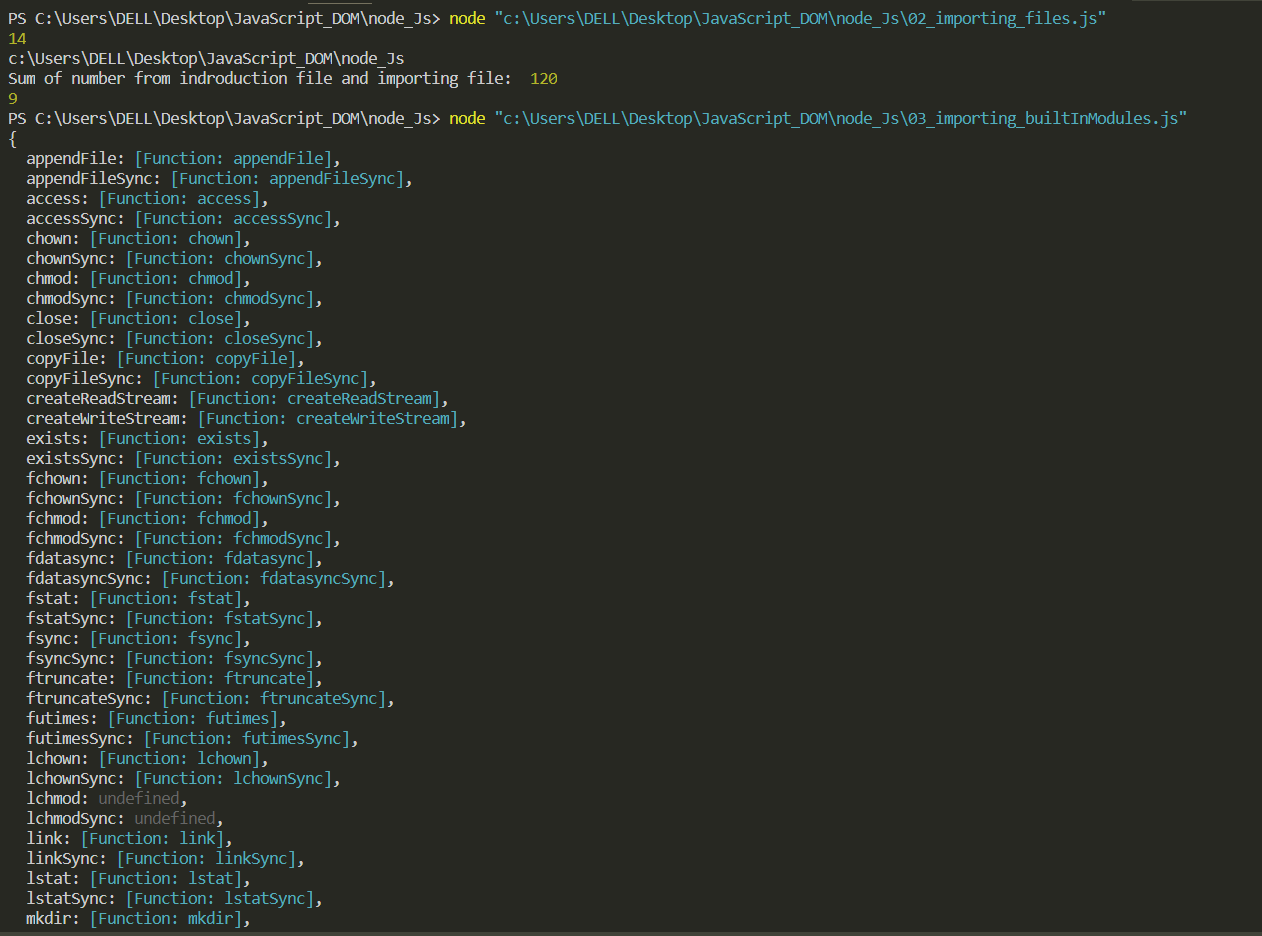 PS C:\Users\DELL\Desktop\JavaScript_DOM\node_Js> node "c:\Users\DELL\Desktop\JavaScript_DOM\node_Js\02_importing_files.js"
14
c:\Users\DELL\Desktop\JavaScript_DOM\node_Js
Sum of number from indroduction file and importing file:  120
9
PS C:\Users\DELL\Desktop\JavaScript_DOM\node_Js> node "c:\Users\DELL\Desktop\JavaScript_DOM\node_Js\03_importing_builtInModules.js"
{
  appendFile: [Function: appendFile],
  appendFileSync: [Function: appendFileSync],
  access: [Function: access],
  accessSync: [Function: accessSync],
  chown: [Function: chown],
  chownSync: [Function: chownSync],
  chmod: [Function: chmod],
  chmodSync: [Function: chmodSync],
  close: [Function: close],
  closeSync: [Function: closeSync],
  copyFile: [Function: copyFile],
  copyFileSync: [Function: copyFileSync],
  createReadStream: [Function: createReadStream],
  createWriteStream: [Function: createWriteStream],
  exists: [Function: exists],
  existsSync: [Function: existsSync],
  fchown: [Function: fchown],
  fchownSync: [Function: fchownSync],
  fchmod: [Function: fchmod],
  fchmodSync: [Function: fchmodSync],
  fdatasync: [Function: fdatasync],
  fdatasyncSync: [Function: fdatasyncSync],
  fstat: [Function: fstat],
  fstatSync: [Function: fstatSync],
  fsync: [Function: fsync],
  fsyncSync: [Function: fsyncSync],
  ftruncate: [Function: ftruncate],
  ftruncateSync: [Function: ftruncateSync],
  futimes: [Function: futimes],
  futimesSync: [Function: futimesSync],
  lchown: [Function: lchown],
  lchownSync: [Function: lchownSync],
  lchmod: undefined,
  lchmodSync: undefined,
  link: [Function: link],
  linkSync: [Function: linkSync],
  lstat: [Function: lstat],
  lstatSync: [Function: lstatSync],
  mkdir: [Function: mkdir],